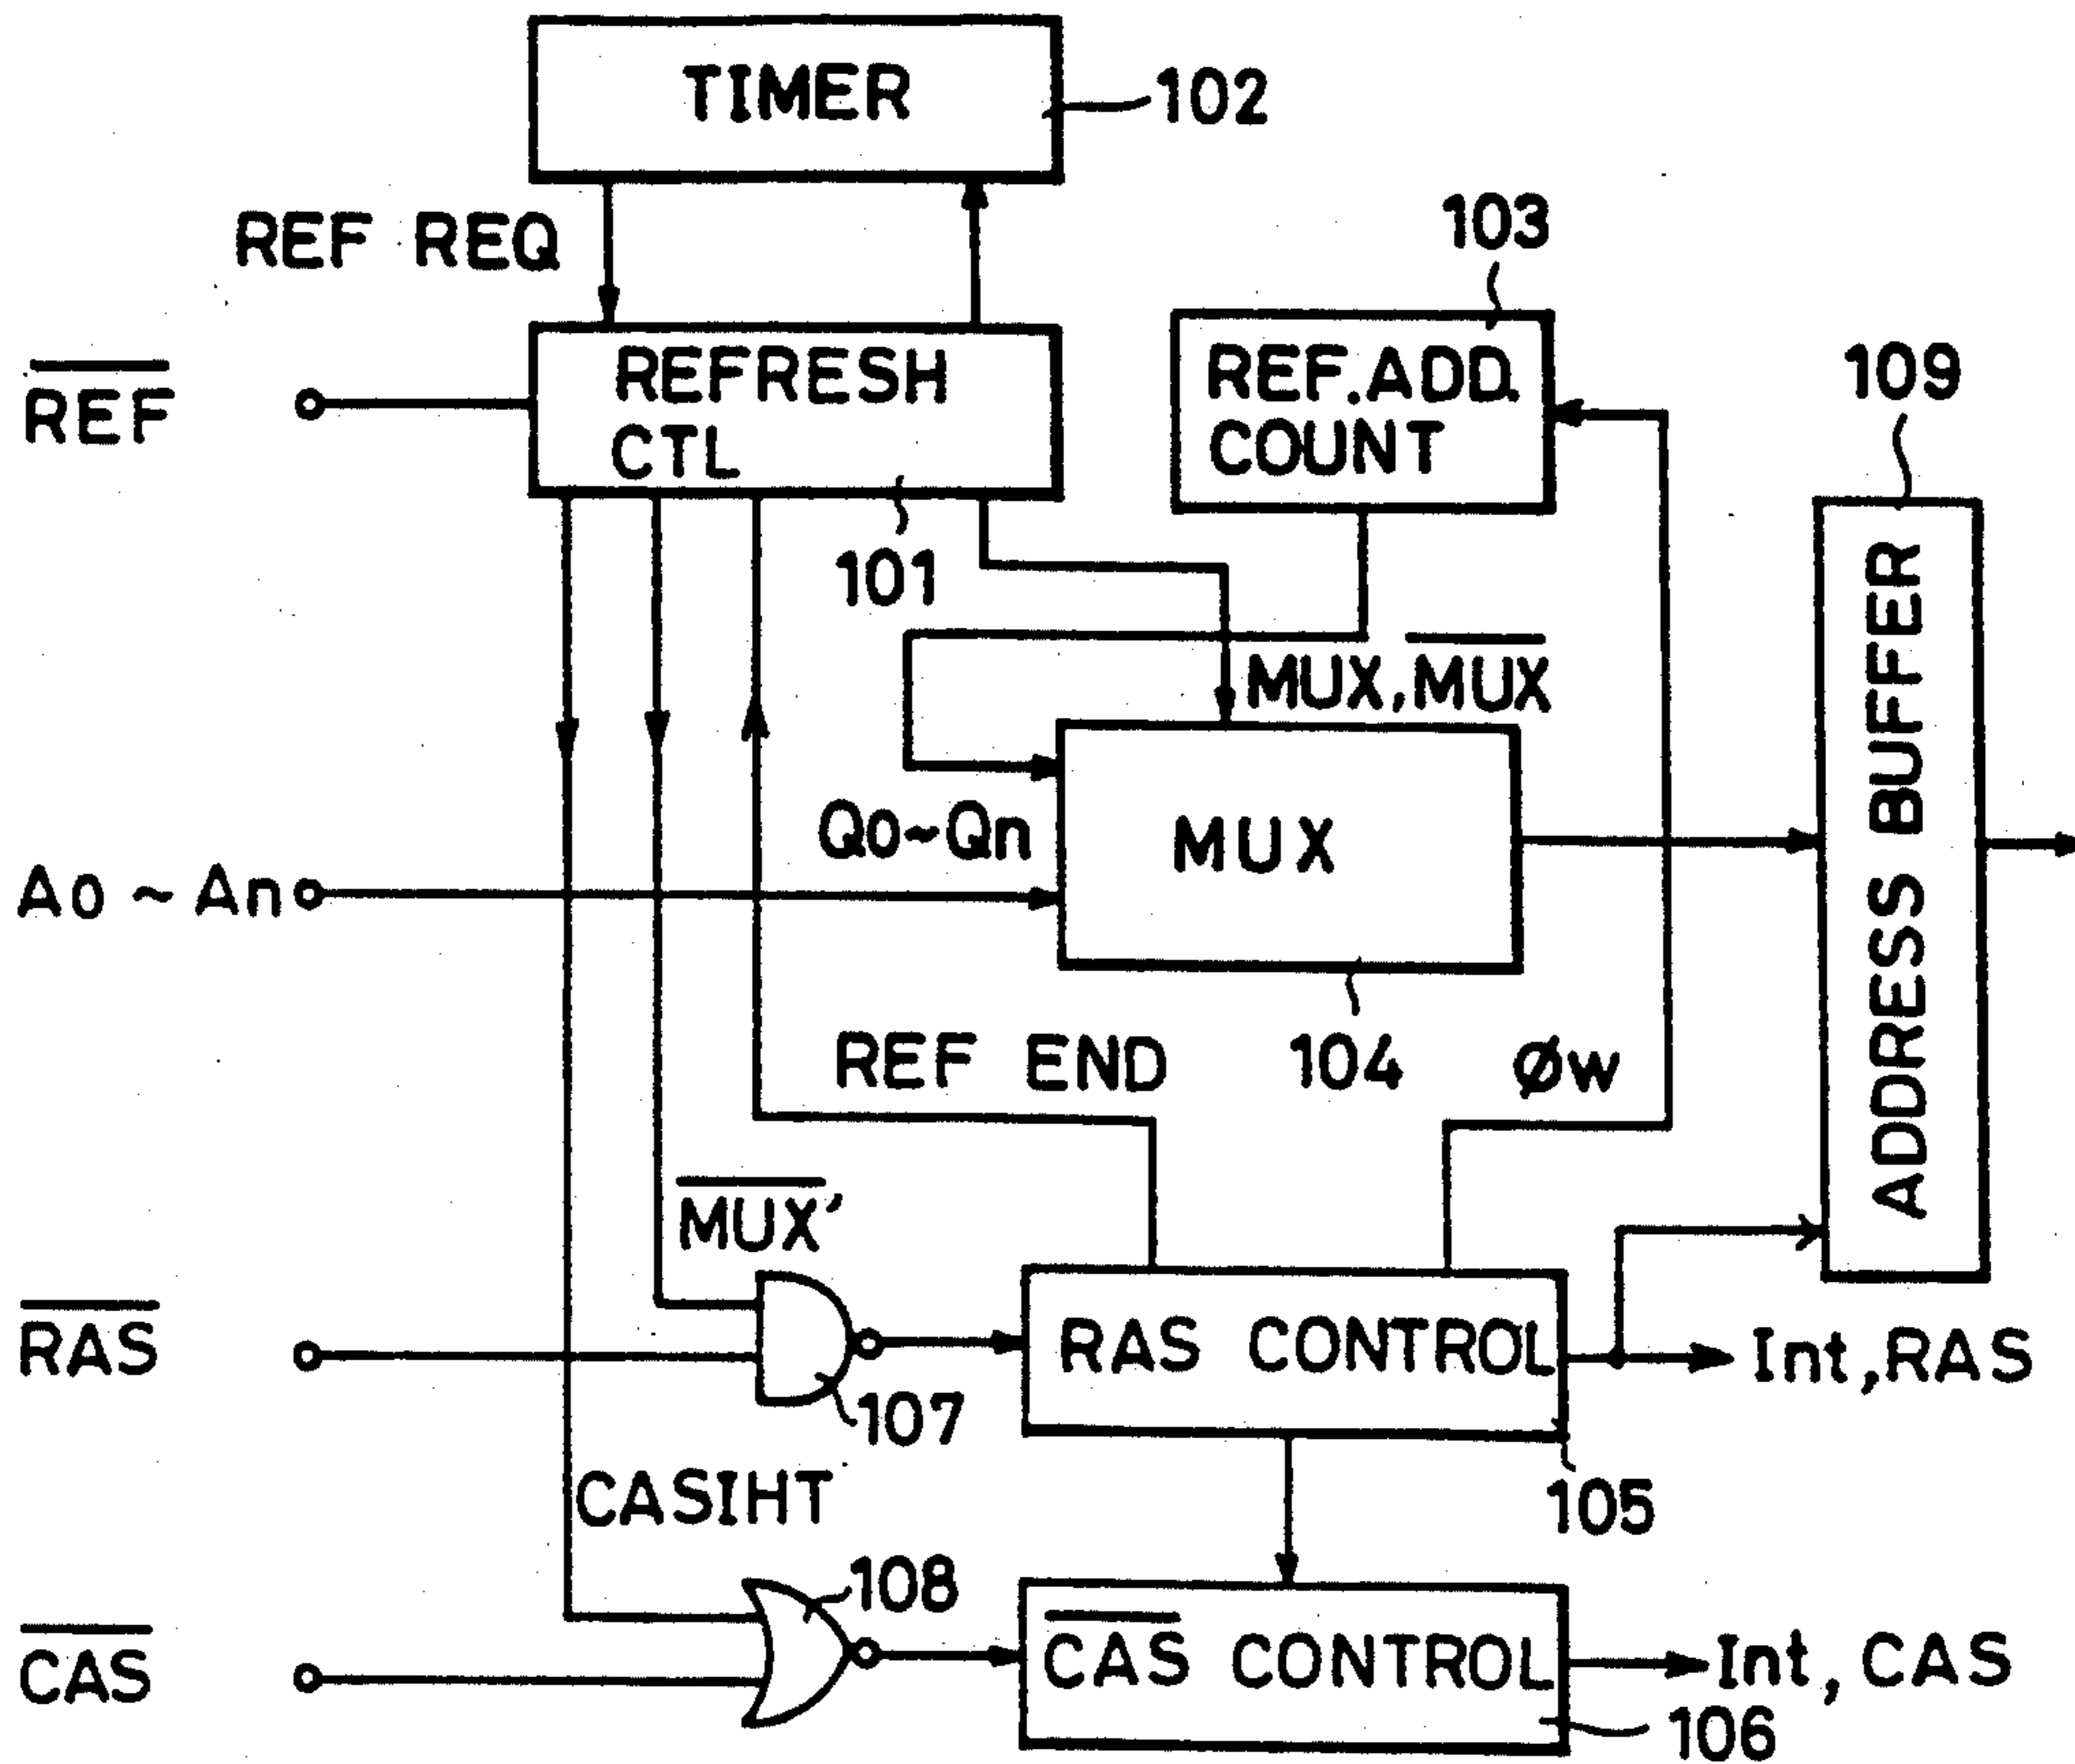 TIMER
102
REF REQ
103
REF
REFRESH
CTL
REF.ADD.
COUNT
109
101
MUX, MUX
Qo~Qn
MUX
Ao ~ An
ADDRESS BUFFER
REF END
104
øw
MUX'
RAS
RAS CONTROL
Int,RAS
107
CASIHT
105
108
CAS
CAS CONTROL
Int, CAS
106